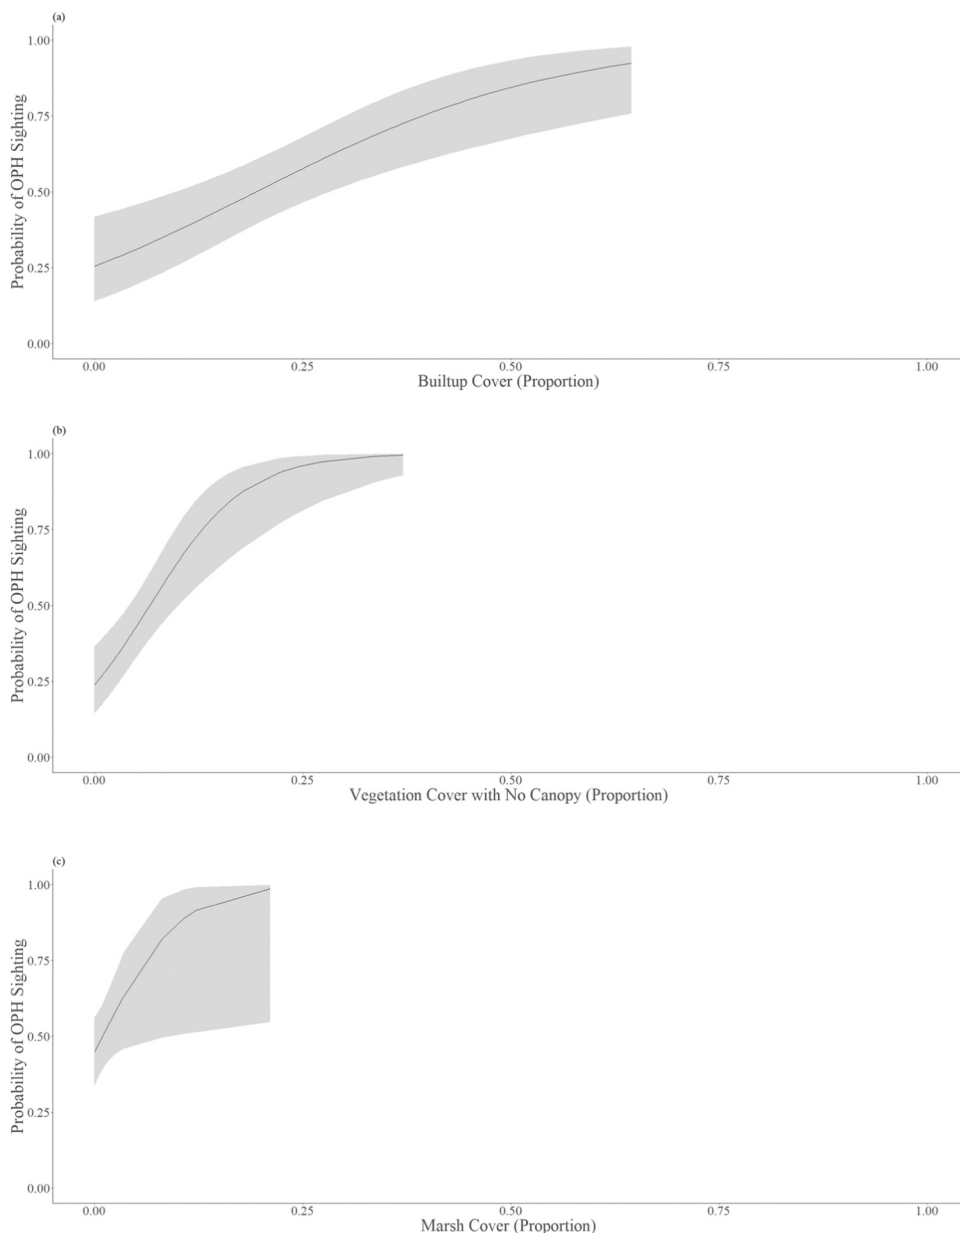 (a)
Probability of OPH Sighting
1.00
0.75
0.50
0.25
0.00
0.00 0.25 0.50 0.75 1.00
Builtup Cover (Proportion)
(b)
Probability of OPH Sighting
1.00
0.75
0.50
0.25
0.00
0.00 0.25 0.50 0.75 1.00
Vegetation Cover with No Canopy (Proportion)
(c)
Probability of OPH Sighting
1.00
0.75
0.50
0.25
0.00
0.00 0.25 0.50 0.75 1.00
Marsh Cover (Proportion)